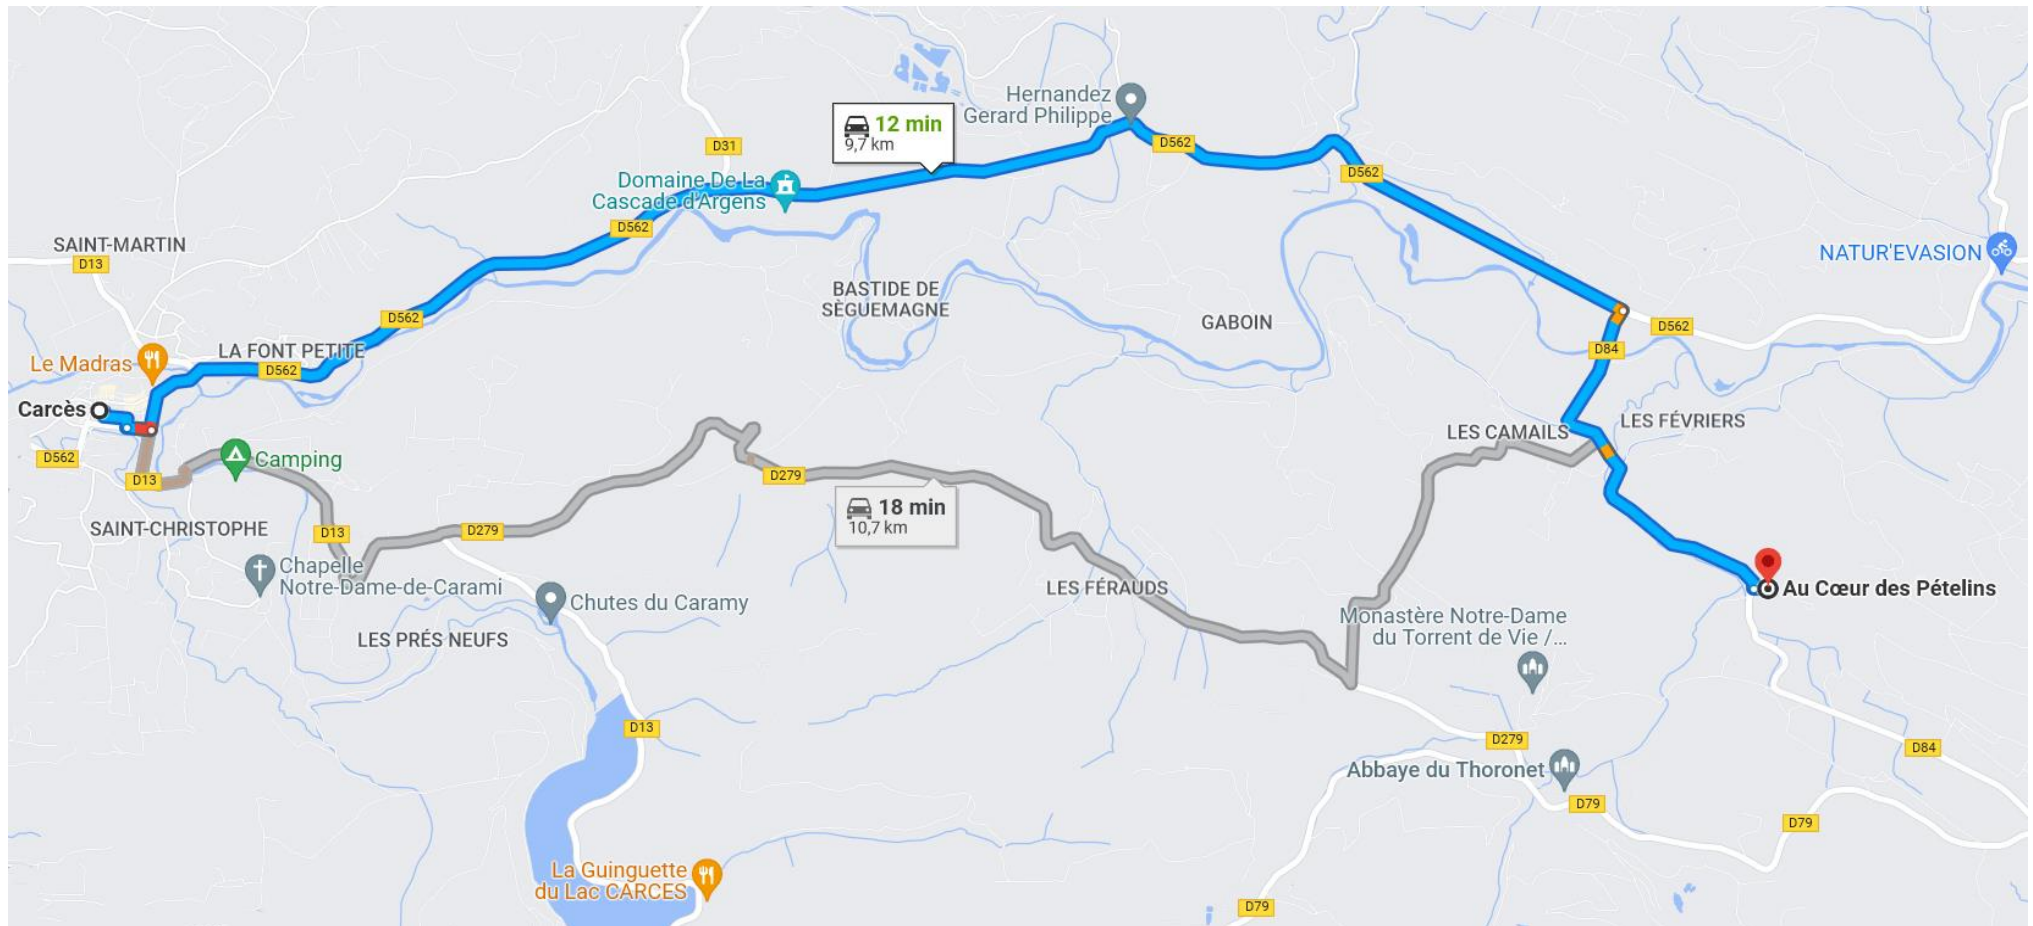 Hernandez
Gerard Philippe
12 min
9,7 km
D562
D31
D562
Domaine De La
Cascade d'Argens
D562
SAINT-MARTIN
D13
NATUR'EVASION
BASTIDE DE
SÈGUEMAGNE
D562
GABOIN
D562
LA FONT PETITE
D84
Le Madras
D562
Carcès
LES FÉVRIERS
LES CAMAILS
D562
Camping
D13
D279
18 min
10,7 km
SAINT-CHRISTOPHE
D13
D279
Chapelle
Notre-Dame-de-Carami
LES FÉRAUDS
Au Cœur des Pételins
Chutes du Caramy
Monastère Notre-Dame
du Torrent de Vie /...
LES PRÉS NEUFS
D13
D279
D84
Abbaye du Thoronet
D79
D79
La Guinguette
du Lac CARCES
D79